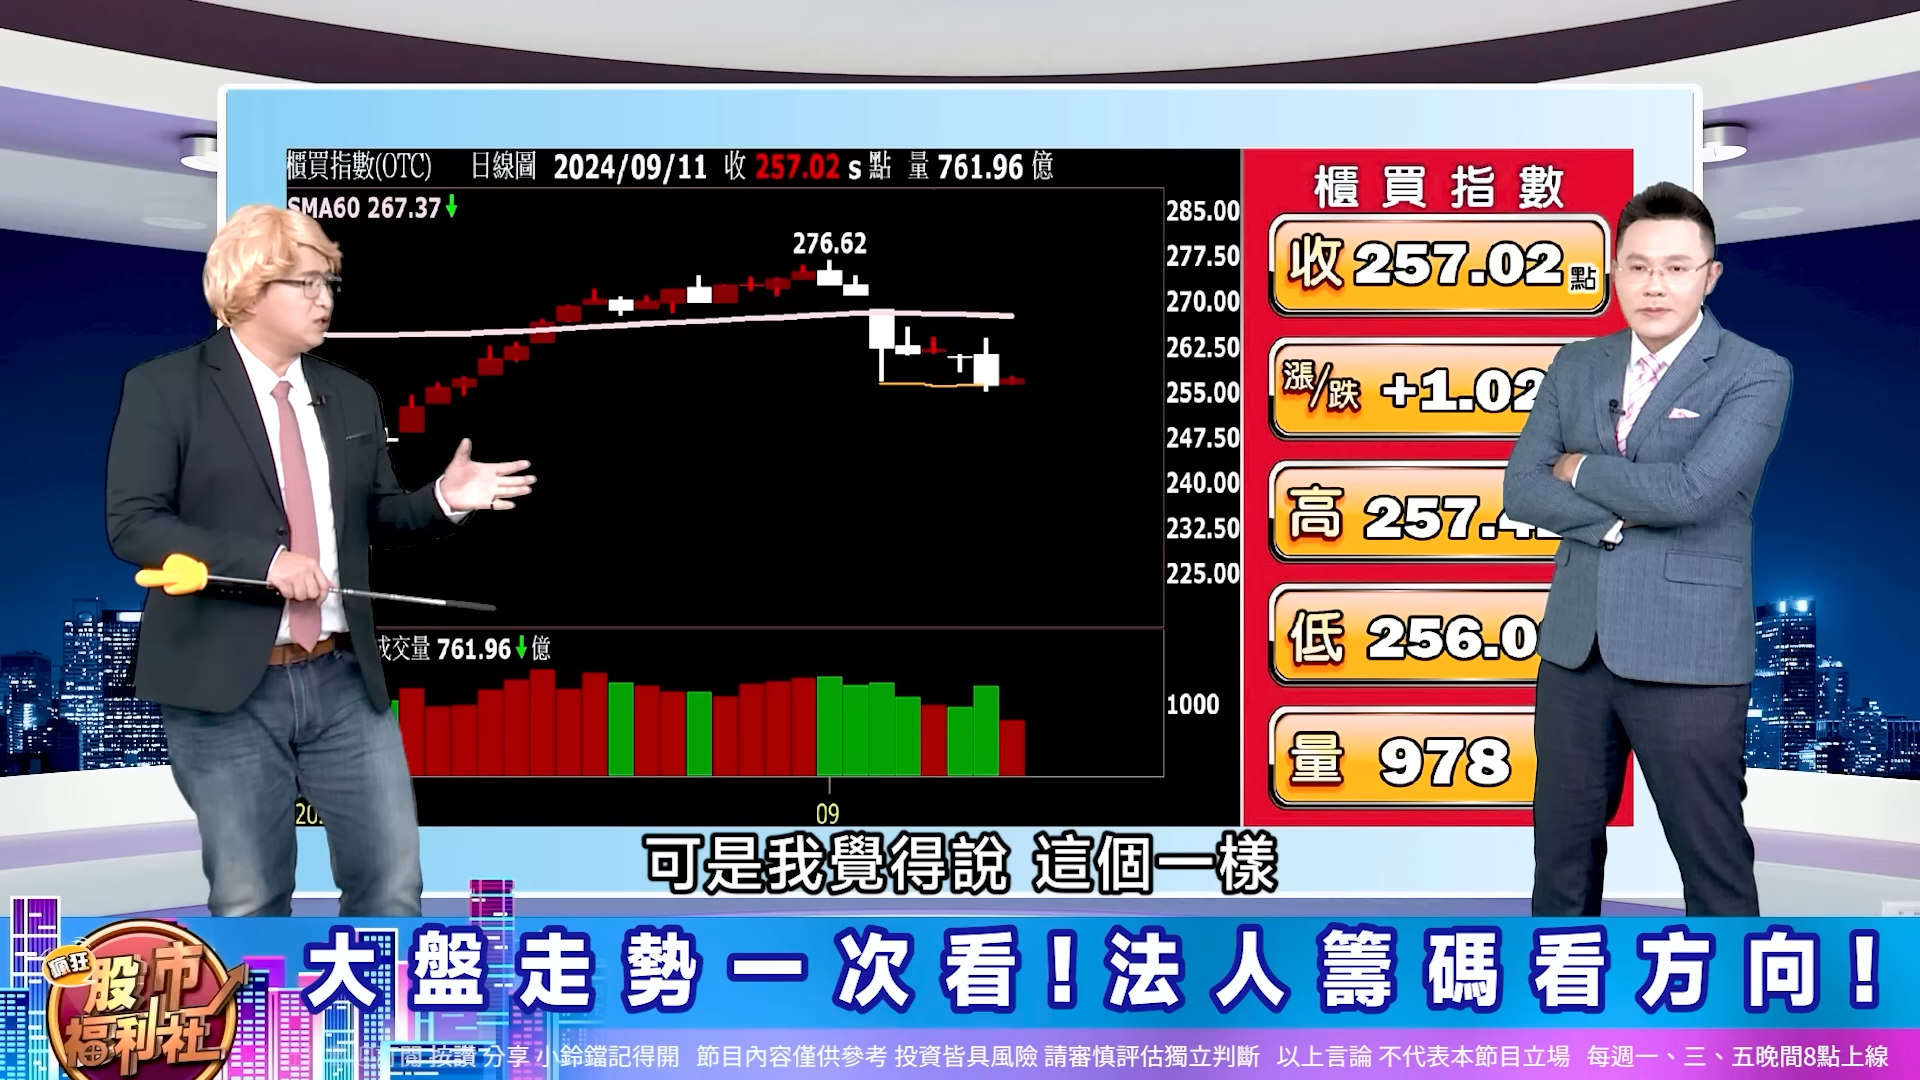 櫃買指數(OTC) 日線圖 2024/09/11 收 257.02 s 點 量 761.96 億
SMA60 267.37
276.62
285.00
277.50
270.00
262.50
255.00
247.50
240.00
232.50
225.00
成交量 761.96 億
1000
09
櫃買指數
收 257.02 點
漲/跌 +1.02
高 257.4
低 256.0
量 978
可是我覺得說 這個一樣
瘋狂
股市
福利社
大盤走勢一次看!法人籌碼看方向!
訂閱 按讚 分享 小鈴鐺記得開 節目內容僅供參考 投資皆具風險 請審慎評估獨立判斷 以上言論 不代表本節目立場 每週一、三、五晚間8點上線